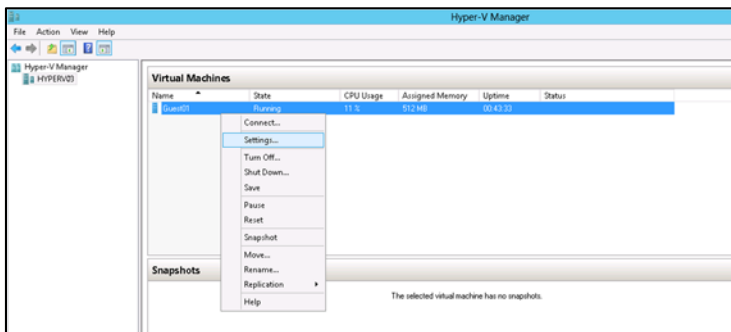 Hyper-V Manager
File Action View Help
Hyper-V Manager
HYPERV03
Virtual Machines
Name State CPU Usage Assigned Memory Uptime Status
Guest01 Running 11 % 512 MB 00:43:33
Connect...
Settings...
Turn Off...
Shut Down...
Save
Pause
Reset
Snapshot
Move...
Rename...
Replication
Help
Snapshots
The selected virtual machine has no snapshots.